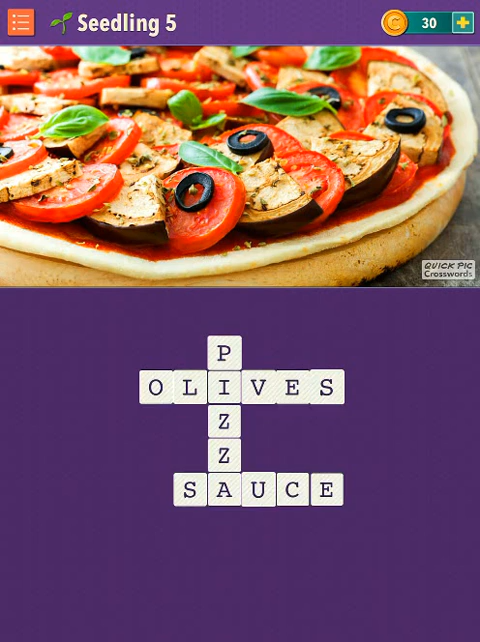 Seedling 5
C 30 +
QUICK PIC
Crosswords
P
OLIVES
Z
Z
SAUCE